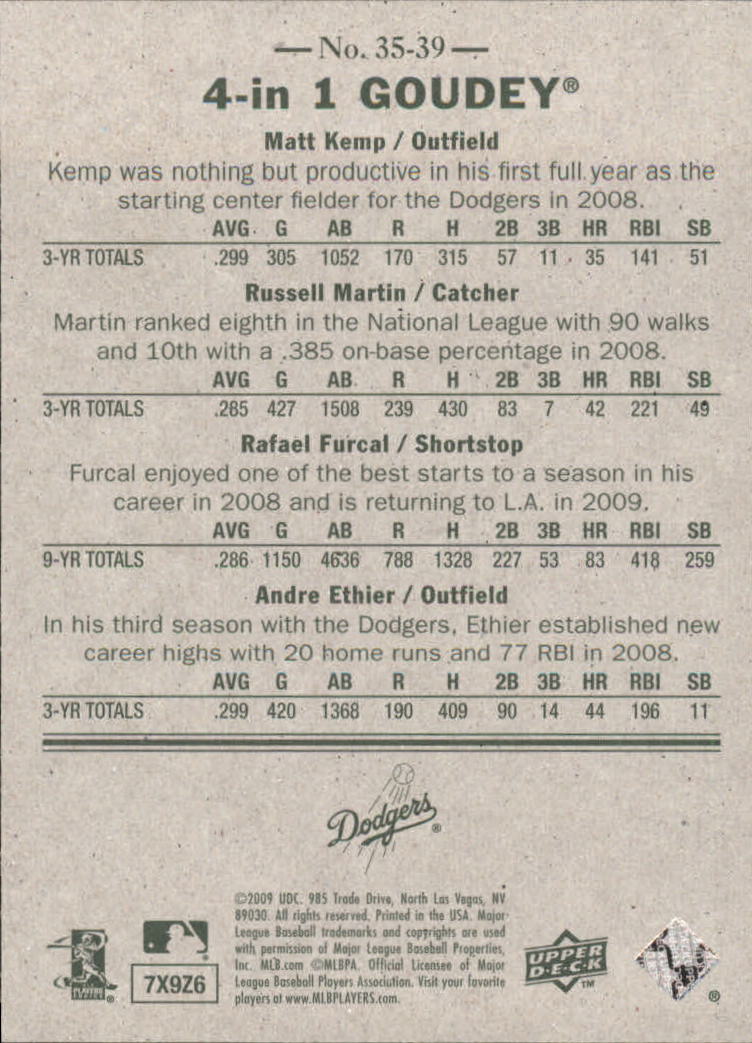 No. 35-39
4-in 1 GOUDEY®
Matt Kemp / Outfield
Kemp was nothing but productive in his first full year as the
starting center fielder for the Dodgers in 2008.
AVG G AB R H 2B 3B HR RBI SB
3-YR TOTALS .299 305 1052 170 315 57 11 35 141 51
Russell Martin / Catcher
Martin ranked eighth in the National League with 90 walks
and 10th with a .385 on-base percentage in 2008.
AVG G AB R H 2B 3B HR RBI SB
3-YR TOTALS .285 427 1508 239 430 83 7 42 221 49
Rafael Furcal / Shortstop
Furcal enjoyed one of the best starts to a season in his
career in 2008 and is returning to L.A. in 2009.
AVG G AB R H 2B 3B HR RBI SB
9-YR TOTALS .286 1150 4636 788 1328 227 53 83 418 259
Andre Ethier / Outfield
In his third season with the Dodgers, Ethier established new
career highs with 20 home runs and 77 RBI in 2008.
AVG G AB R H 2B 3B HR RBI SB
3-YR TOTALS .299 420 1368 190 409 90 14 44 196 11
Dodgers®
©2009 UDC. 985 Trade Drive, North Las Vegas, NV
89030. All rights reserved. Printed in the USA. Major
League Baseball trademarks and copyrights are used
with permission of Major League Baseball Properties,
Inc. MLB.com ©MLBPA. Official Licensee of Major
League Baseball Players Association. Visit your favorite
players at www.MLBPLAYERS.com.
7X9Z6
PLAYERS
®
UPPER
D·E·C·K
TM
®